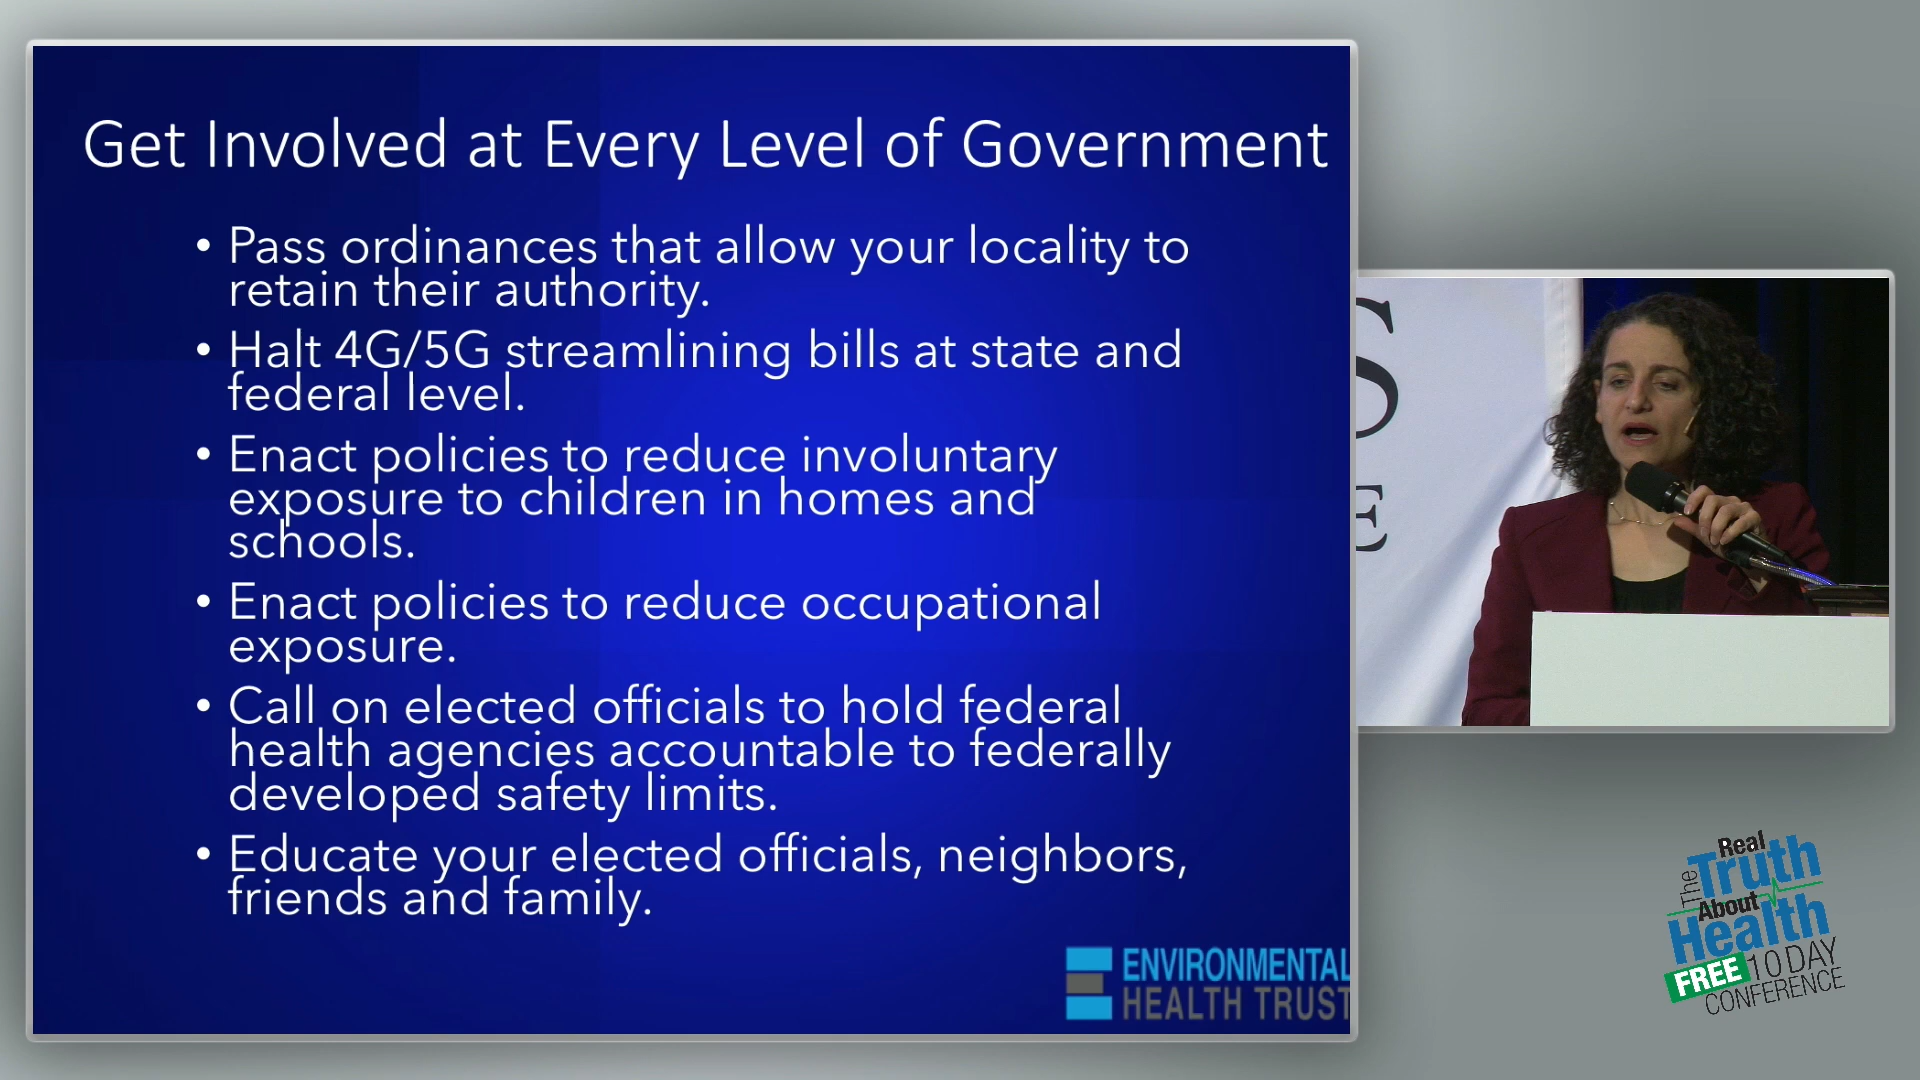 Get Involved at Every Level of Government
• Pass ordinances that allow your locality to
retain their authority.
• Halt 4G/5G streamlining bills at state and
federal level.
• Enact policies to reduce involuntary
exposure to children in homes and
schools.
• Enact policies to reduce occupational
exposure.
• Call on elected officials to hold federal
health agencies accountable to federally
developed safety limits.
• Educate your elected officials, neighbors,
friends and family.
ENVIRONMENTAL
HEALTH TRUST
S
E
The Real
Truth
About
Health
FREE 10 DAY
CONFERENCE